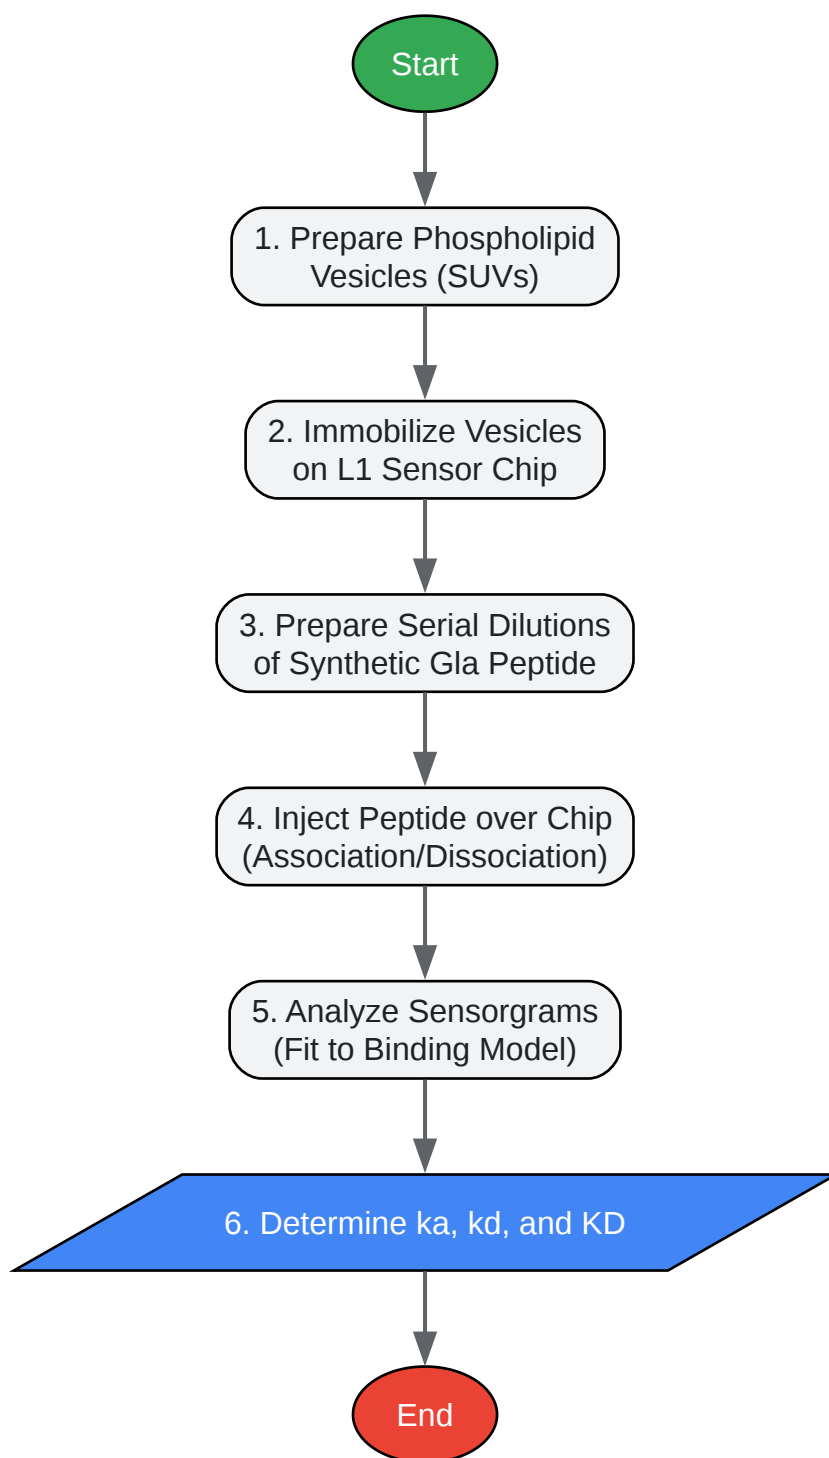 Start
1. Prepare Phospholipid
Vesicles (SUVs)
2. Immobilize Vesicles
on L1 Sensor Chip
3. Prepare Serial Dilutions
of Synthetic Gla Peptide
4. Inject Peptide over Chip
(Association/Dissociation)
5. Analyze Sensorgrams
(Fit to Binding Model)
6. Determine ka, kd, and KD
End